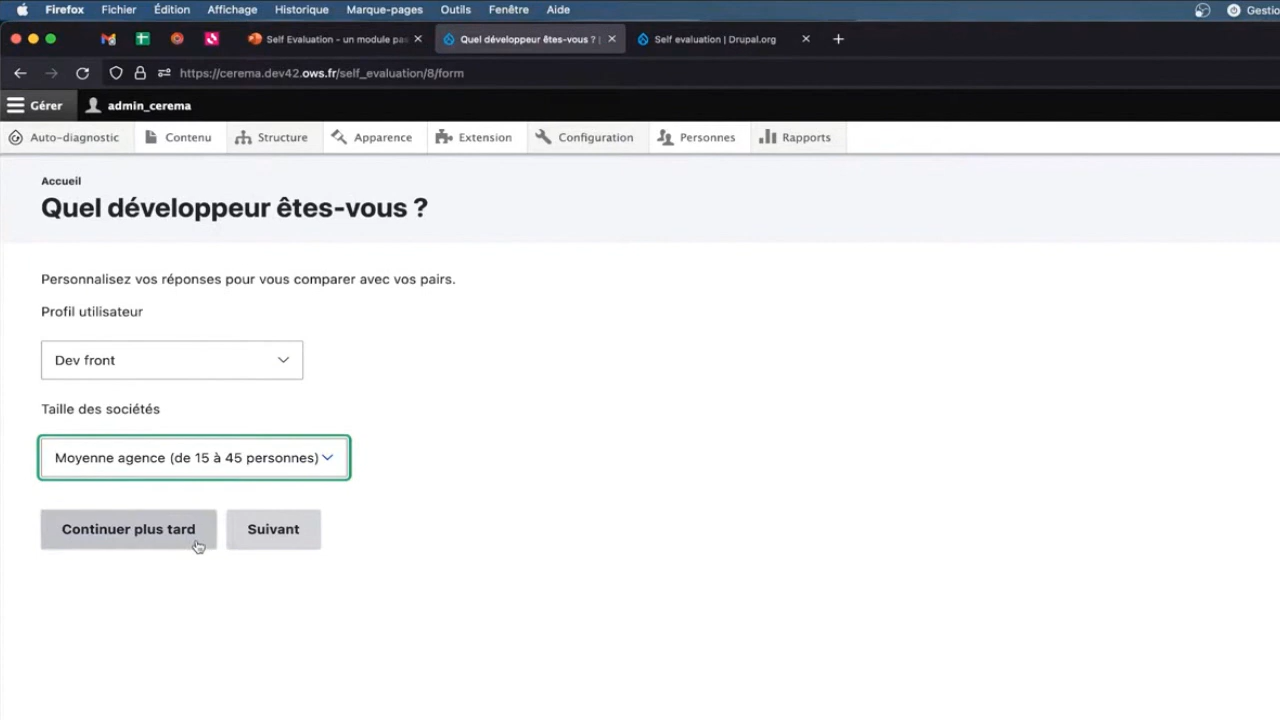 Firefox Fichier Édition Affichage Historique Marque-pages Outils Fenêtre Aide Gestio
Self Evaluation - un module pas Quel développeur êtes-vous ? | Self evaluation | Drupal.org
https://cerema.dev42.ows.fr/self_evaluation/8/form
Gérer admin_cerema
Auto-diagnostic Contenu Structure Apparence Extension Configuration Personnes Rapports
Accueil
Quel développeur êtes-vous ?
Personnalisez vos réponses pour vous comparer avec vos pairs.
Profil utilisateur
Dev front
Taille des sociétés
Moyenne agence (de 15 à 45 personnes)
Continuer plus tard Suivant